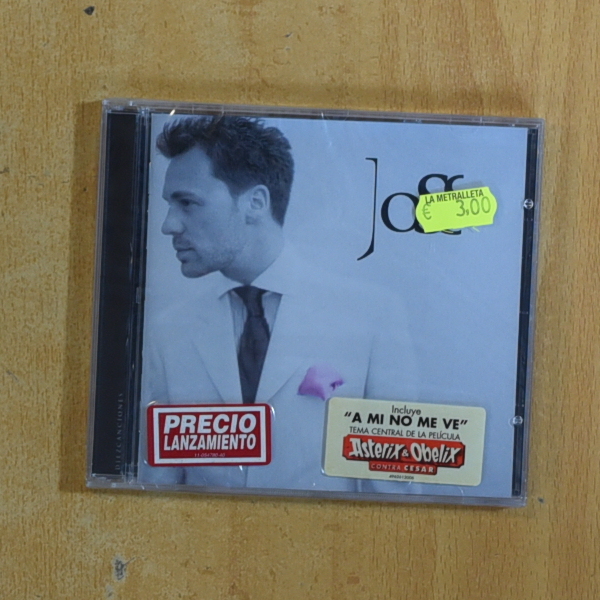 LA METRALLETA
€ 3.00
PRECIO
LANZAMIENTO
Incluye
"A MI NO ME VE"
TEMA CENTRAL DE LA PELÍCULA
Asterix & Obelix
CONTRA CESAR
DIEZCANCIONES